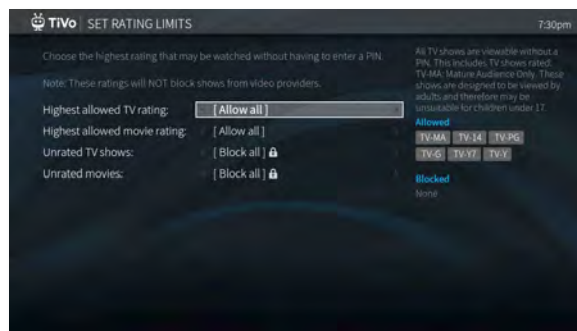 TiVo SET RATING LIMITS 7:30pm
Choose the highest rating that may be watched without having to enter a PIN.
Note: These ratings will NOT block shows from video providers.
Highest allowed TV rating: [ Allow all ]
Highest allowed movie rating: [ Allow all ]
Unrated TV shows: [ Block all ]
Unrated movies: [ Block all ]
All TV shows are viewable without a
PIN. This includes TV shows rated
TV-MA: Mature Audience Only. These
shows are designed to be viewed by
adults and therefore may be
unsuitable for children under 17.
Allowed
TV-MA TV-14 TV-PG
TV-G TV-Y7 TV-Y
Blocked
None